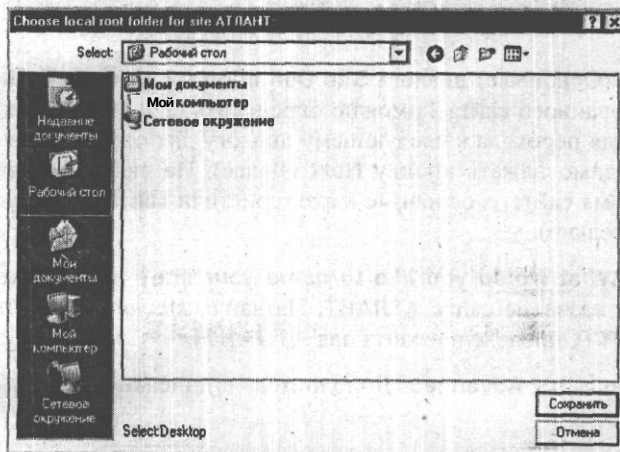 Choose local root folder for site АТЛАНТ:
Select: Рабочий стол
Мои документы
Мой компьютер
Сетевое окружение
Недавние
документы
Рабочий стол
Мои
документы
Мой
компьютер
Сетевое
окружение
Select:Desktop
Сохранить
Отмена